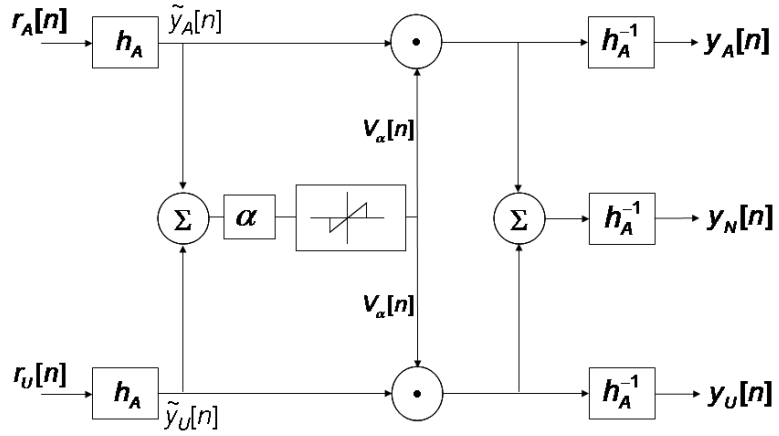 r_A[n] h_A ỹ_A[n] • h_A^{-1} y_A[n]
V_α[n]
Σ α Σ h_A^{-1} y_N[n]
V_α[n]
r_U[n] h_A ỹ_U[n] • h_A^{-1} y_U[n]